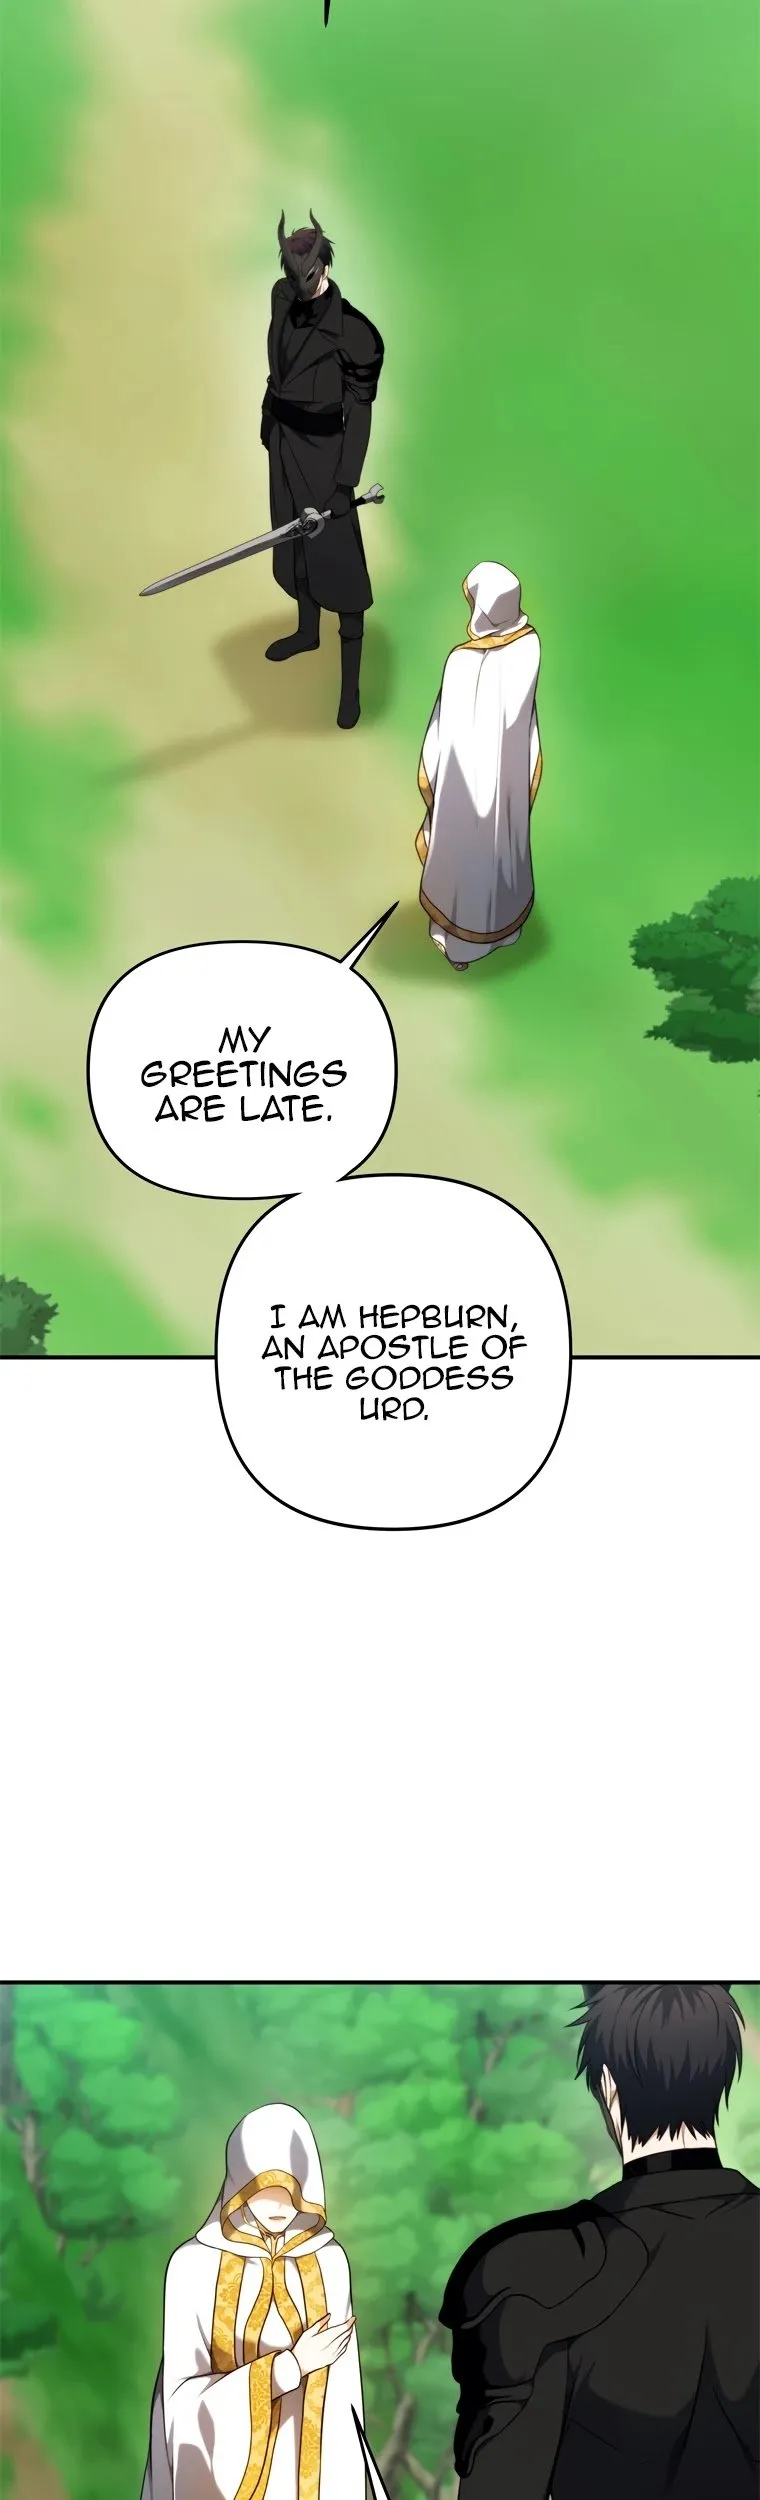 MY
GREETINGS
ARE LATE.
I AM HEPBURN,
AN APOSTLE OF
THE GODDESS
URD.